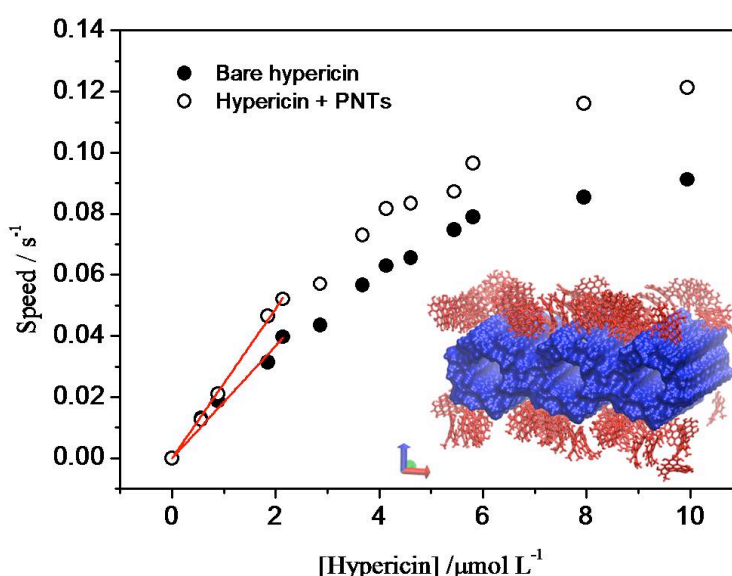 0.14
0.12
0.10
0.08
0.06
0.04
0.02
0.00
Speed / s⁻¹
Bare hypericin
Hypericin + PNTs
0 2 4 6 8 10
[Hypericin] /μmol L⁻¹